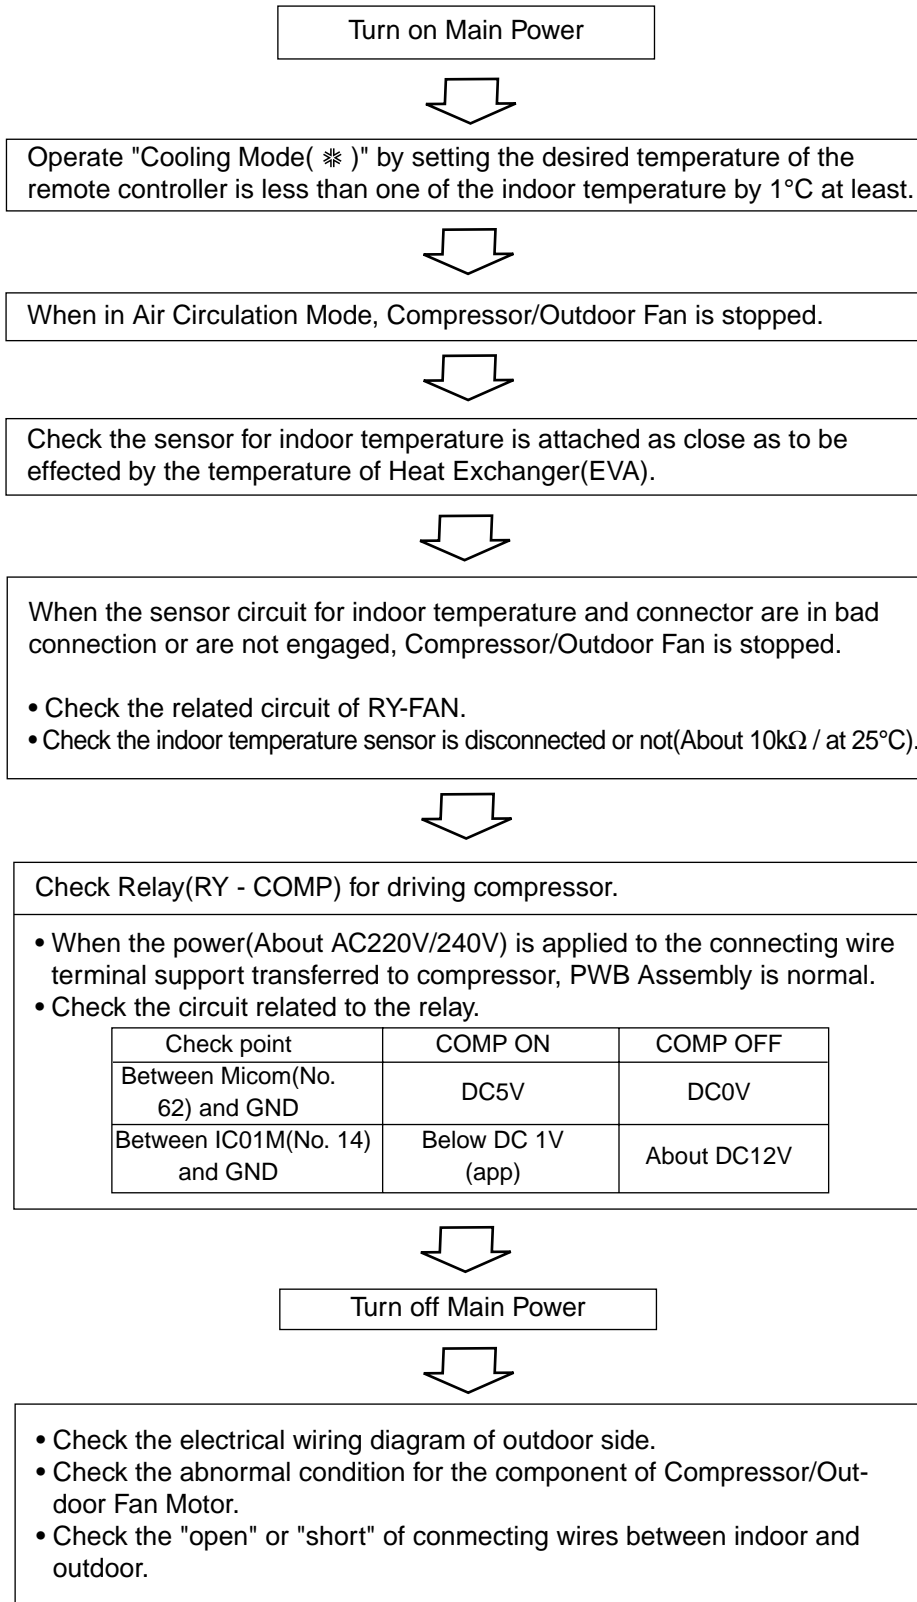 Turn on Main Power
Operate "Cooling Mode( ❄ )" by setting the desired temperature of the
remote controller is less than one of the indoor temperature by 1°C at least.
When in Air Circulation Mode, Compressor/Outdoor Fan is stopped.
Check the sensor for indoor temperature is attached as close as to be
effected by the temperature of Heat Exchanger(EVA).
When the sensor circuit for indoor temperature and connector are in bad
connection or are not engaged, Compressor/Outdoor Fan is stopped.
• Check the related circuit of RY-FAN.
• Check the indoor temperature sensor is disconnected or not(About 10kΩ / at 25°C).
Check Relay(RY - COMP) for driving compressor.
• When the power(About AC220V/240V) is applied to the connecting wire
terminal support transferred to compressor, PWB Assembly is normal.
• Check the circuit related to the relay.
Check point COMP ON COMP OFF
Between Micom(No.
62) and GND DC5V DC0V
Between IC01M(No. 14)
and GND Below DC 1V
(app) About DC12V
Turn off Main Power
• Check the electrical wiring diagram of outdoor side.
• Check the abnormal condition for the component of Compressor/Out-
door Fan Motor.
• Check the "open" or "short" of conmecting wires between indoor and
outdoor.